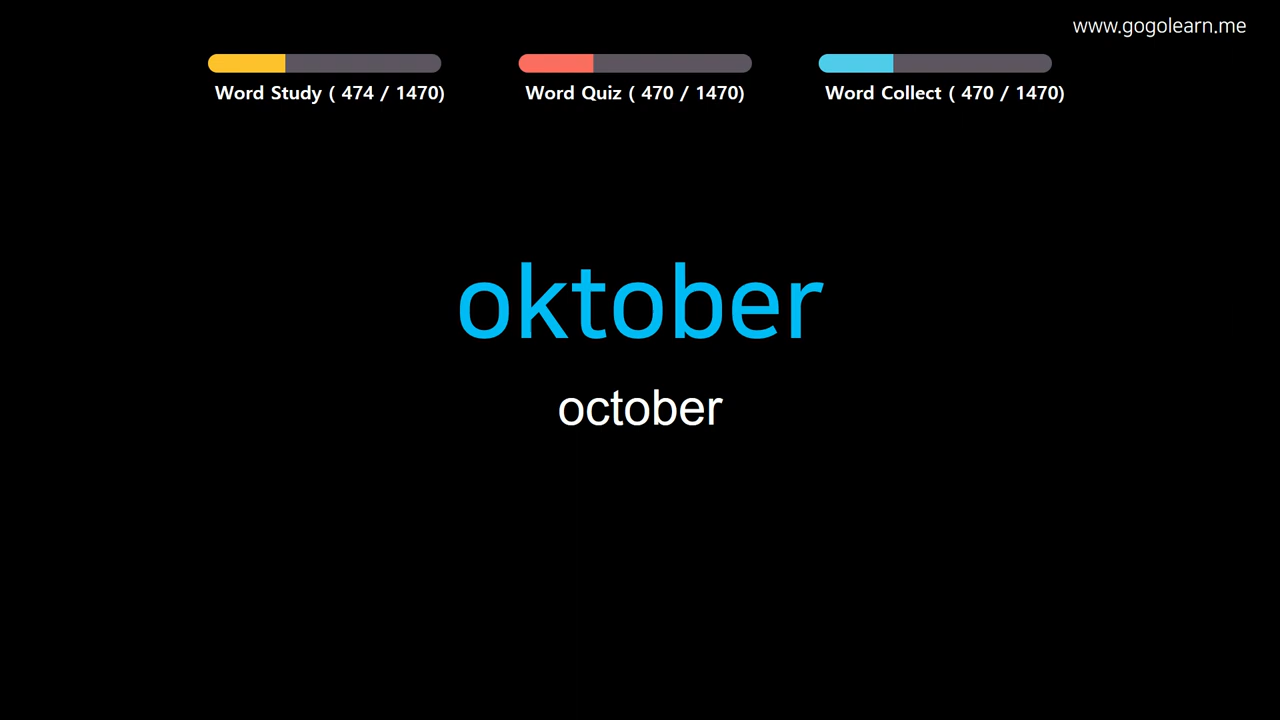 www.gogolearn.me
Word Study ( 474 / 1470)
Word Quiz ( 470 / 1470)
Word Collect ( 470 / 1470)
oktober
october